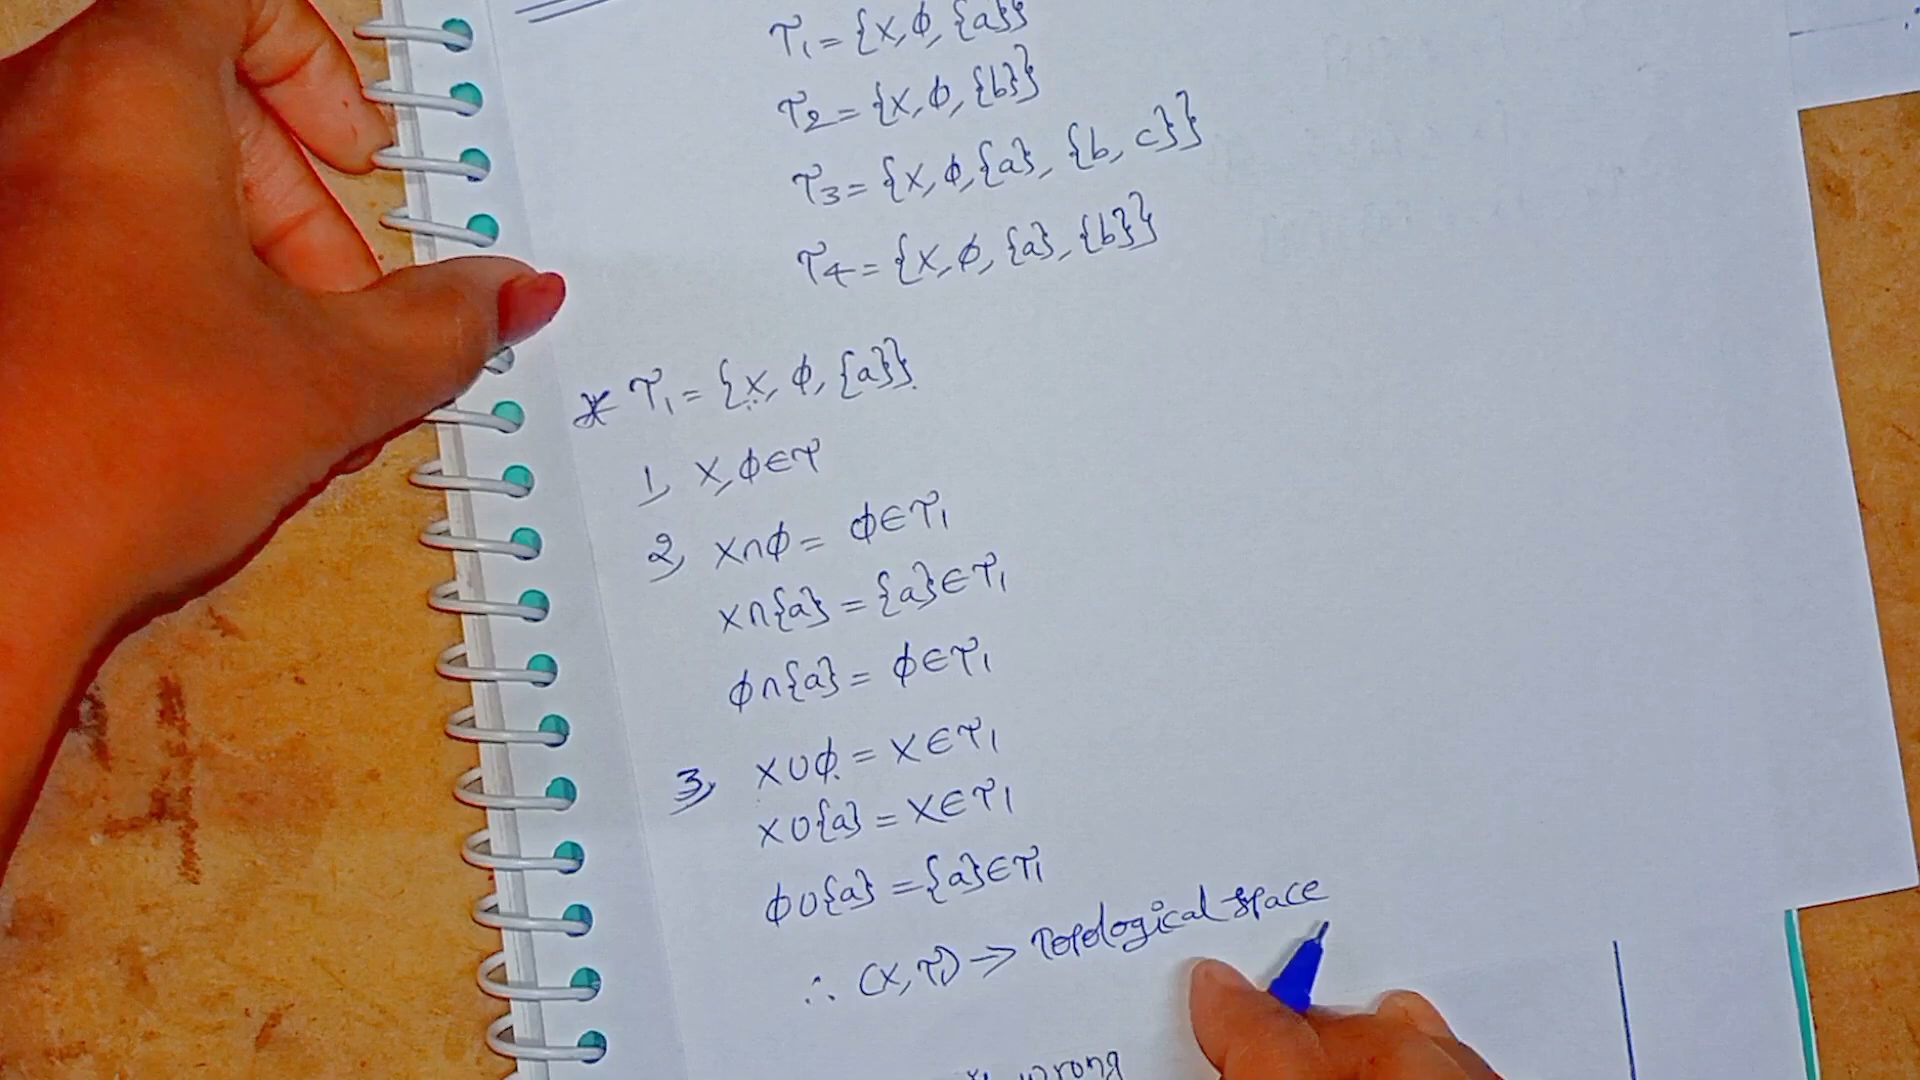 τ₁ = {X, ϕ, {a}}
τ₂ = {X, ϕ, {b}}
τ₃ = {X, ϕ, {a}, {b, c}}
τ₄ = {X, ϕ, {a}, {b}}
* τ₁ = {X, ϕ, {a}}
1, X, ϕ ∈ τ
2, X ∩ ϕ = ϕ ∈ τ₁
X ∩ {a} = {a} ∈ τ₁
ϕ ∩ {a} = ϕ ∈ τ₁
3, X ∪ ϕ = X ∈ τ₁
X ∪ {a} = X ∈ τ₁
ϕ ∪ {a} = {a} ∈ τ₁
∴ (X, τ₁) → Topological space
wrong